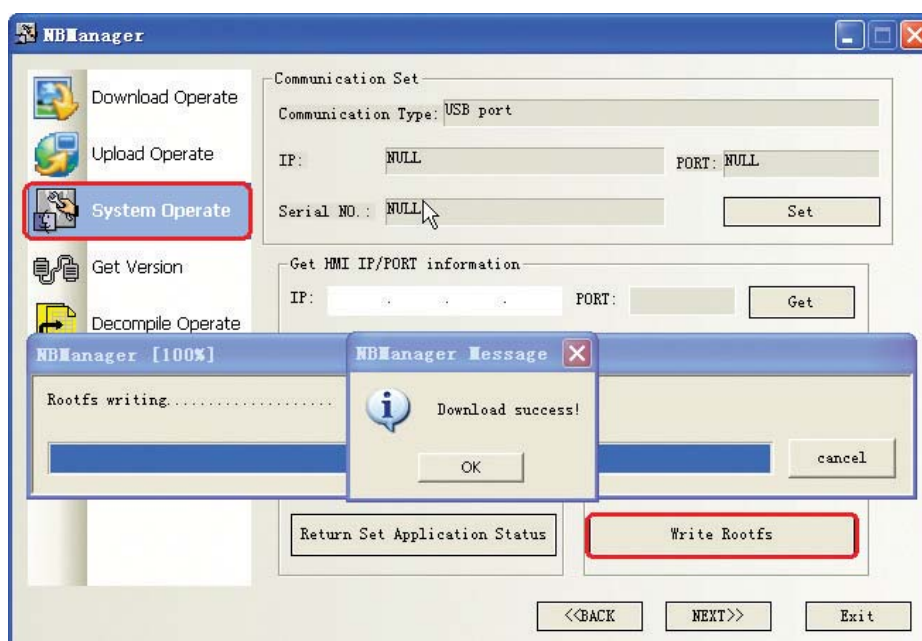 NBManager
Download Operate
Upload Operate
System Operate
Get Version
Decompile Operate
Communication Set
Communication Type: USB port
IP: NULL PORT: NULL
Serial NO.: NULL Set
Get HMI IP/PORT information
IP: . . . PORT: Get
NBManager [100%]
Rootfs writing....................
cancel
NBManager Message
Download success!
OK
Return Set Application Status Write Rootfs
<<BACK NEXT>> Exit